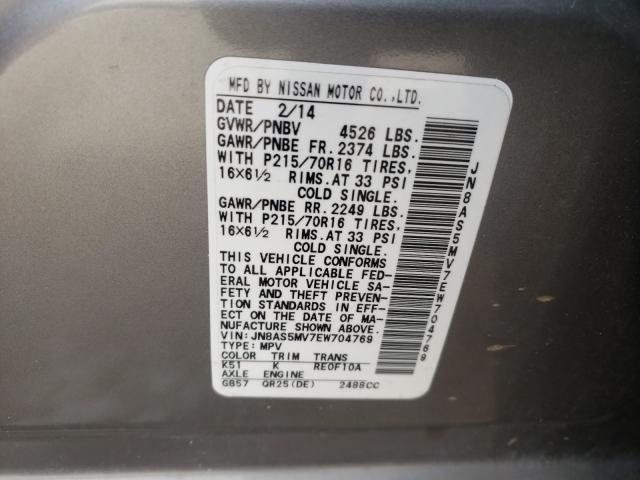 MFD BY NISSAN MOTOR CO.,LTD.
DATE 2/14
GVWR/PNBV 4526 LBS.
GAWR/PNBE FR. 2374 LBS.
WITH P215/70R16 TIRES,
16×6½ RIMS.AT 33 PSI
COLD SINGLE.
GAWR/PNBE RR. 2249 LBS.
WITH P215/70R16 TIRES,
16×6½ RIMS.AT 33 PSI
COLD SINGLE.
THIS VEHICLE CONFORMS
TO ALL APPLICABLE FED-
ERAL MOTOR VEHICLE SA-
FETY AND THEFT PREVEN-
TION STANDARDS IN EFF-
ECT ON THE DATE OF MA-
NUFACTURE SHOWN ABOVE.
VIN: JN8AS5MV7EW704769
TYPE: MPV
COLOR TRIM TRANS
K51 K RE0F10A
AXLE ENGINE
GB57 QR25(DE) 2488CC
JN8AS5MV7EW704769